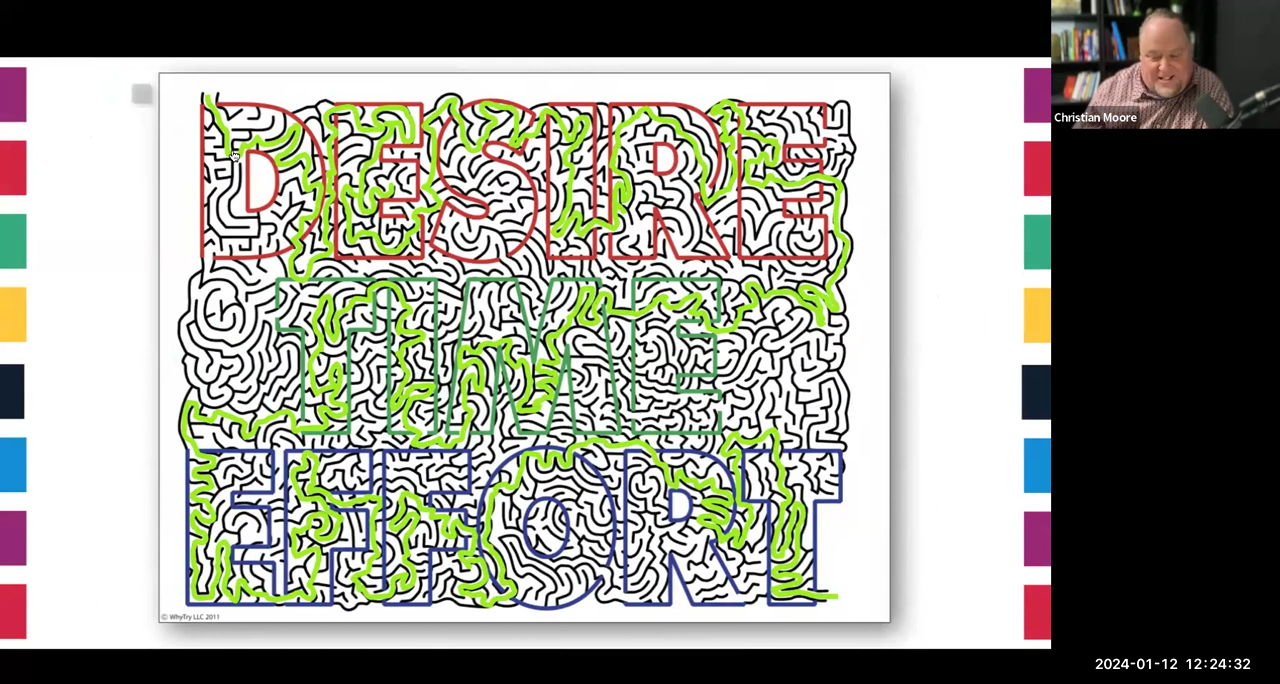 DESIRE
TIME
EFFORT
© WhyTry LLC 2011
Christian Moore
2024-01-12 12:24:32